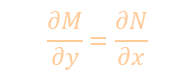 ∂M/∂y = ∂N/∂x